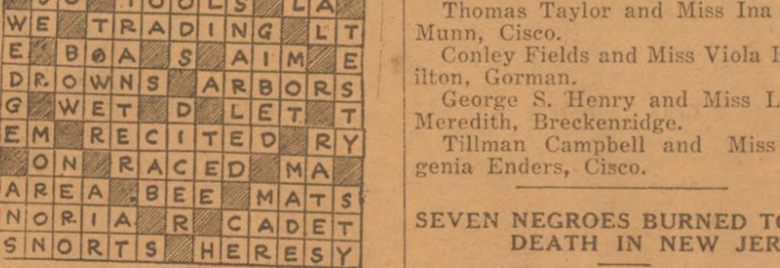 TOOLS LA
WE TRADING LT
E BOA S AIM E
DROWNS ARBORS
G WET D LET T
EM RECITED RY
ON RACED MA
AREA BEE MATS
NORIA R CADET
SNORTS HERESY
Thomas Taylor and Miss Ina
Munn, Cisco.
Conley Fields and Miss Viola
ilton, Gorman.
George S. Henry and Miss
Meredith, Breckenridge.
Tillman Campbell and Miss
genia Enders, Cisco.
SEVEN NEGROES BURNED TO
DEATH IN NEW JER